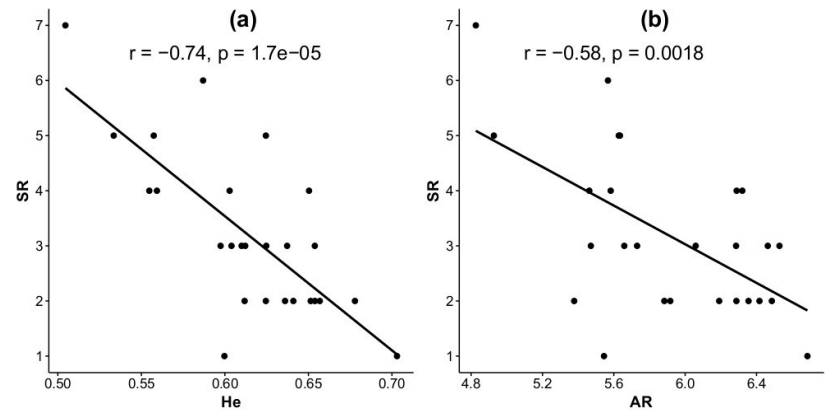 (a)
r = −0.74, p = 1.7e−05
SR
7
6
5
4
3
2
1
0.50 0.55 0.60 0.65 0.70
He
(b)
r = −0.58, p = 0.0018
SR
7
6
5
4
3
2
1
4.8 5.2 5.6 6.0 6.4
AR